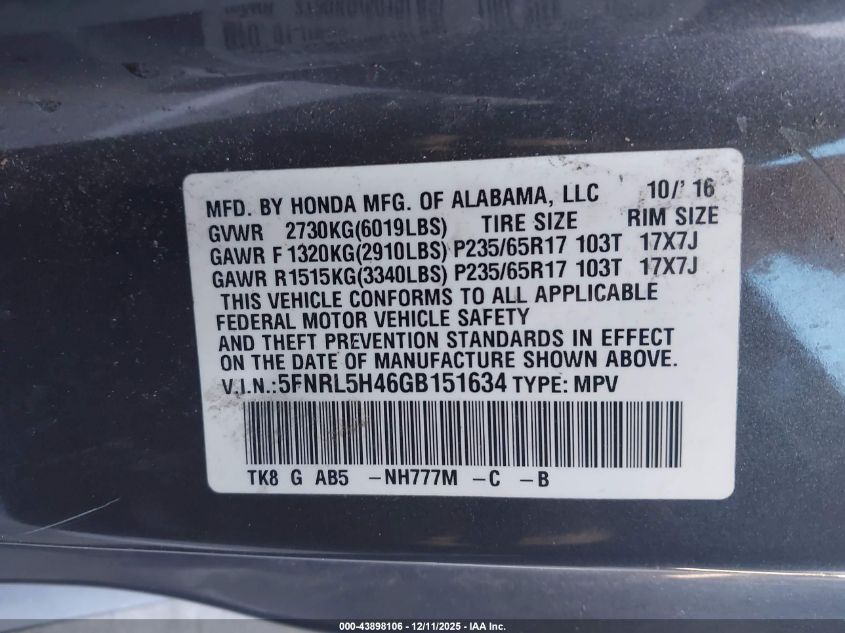 MFD. BY HONDA MFG. OF ALABAMA, LLC 10/'16
GVWR 2730KG(6019LBS) TIRE SIZE RIM SIZE
GAWR F 1320KG(2910LBS) P235/65R17 103T 17X7J
GAWR R1515KG(3340LBS) P235/65R17 103T 17X7J
THIS VEHICLE CONFORMS TO ALL APPLICABLE
FEDERAL MOTOR VEHICLE SAFETY
AND THEFT PREVENTION STANDARDS IN EFFECT
ON THE DATE OF MANUFACTURE SHOWN ABOVE.
V.I.N.:5FNRL5H46GB151634 TYPE: MPV
TK8 G AB5 -NH777M -C -B
000-43898106 - 12/11/2025 - IAA Inc.